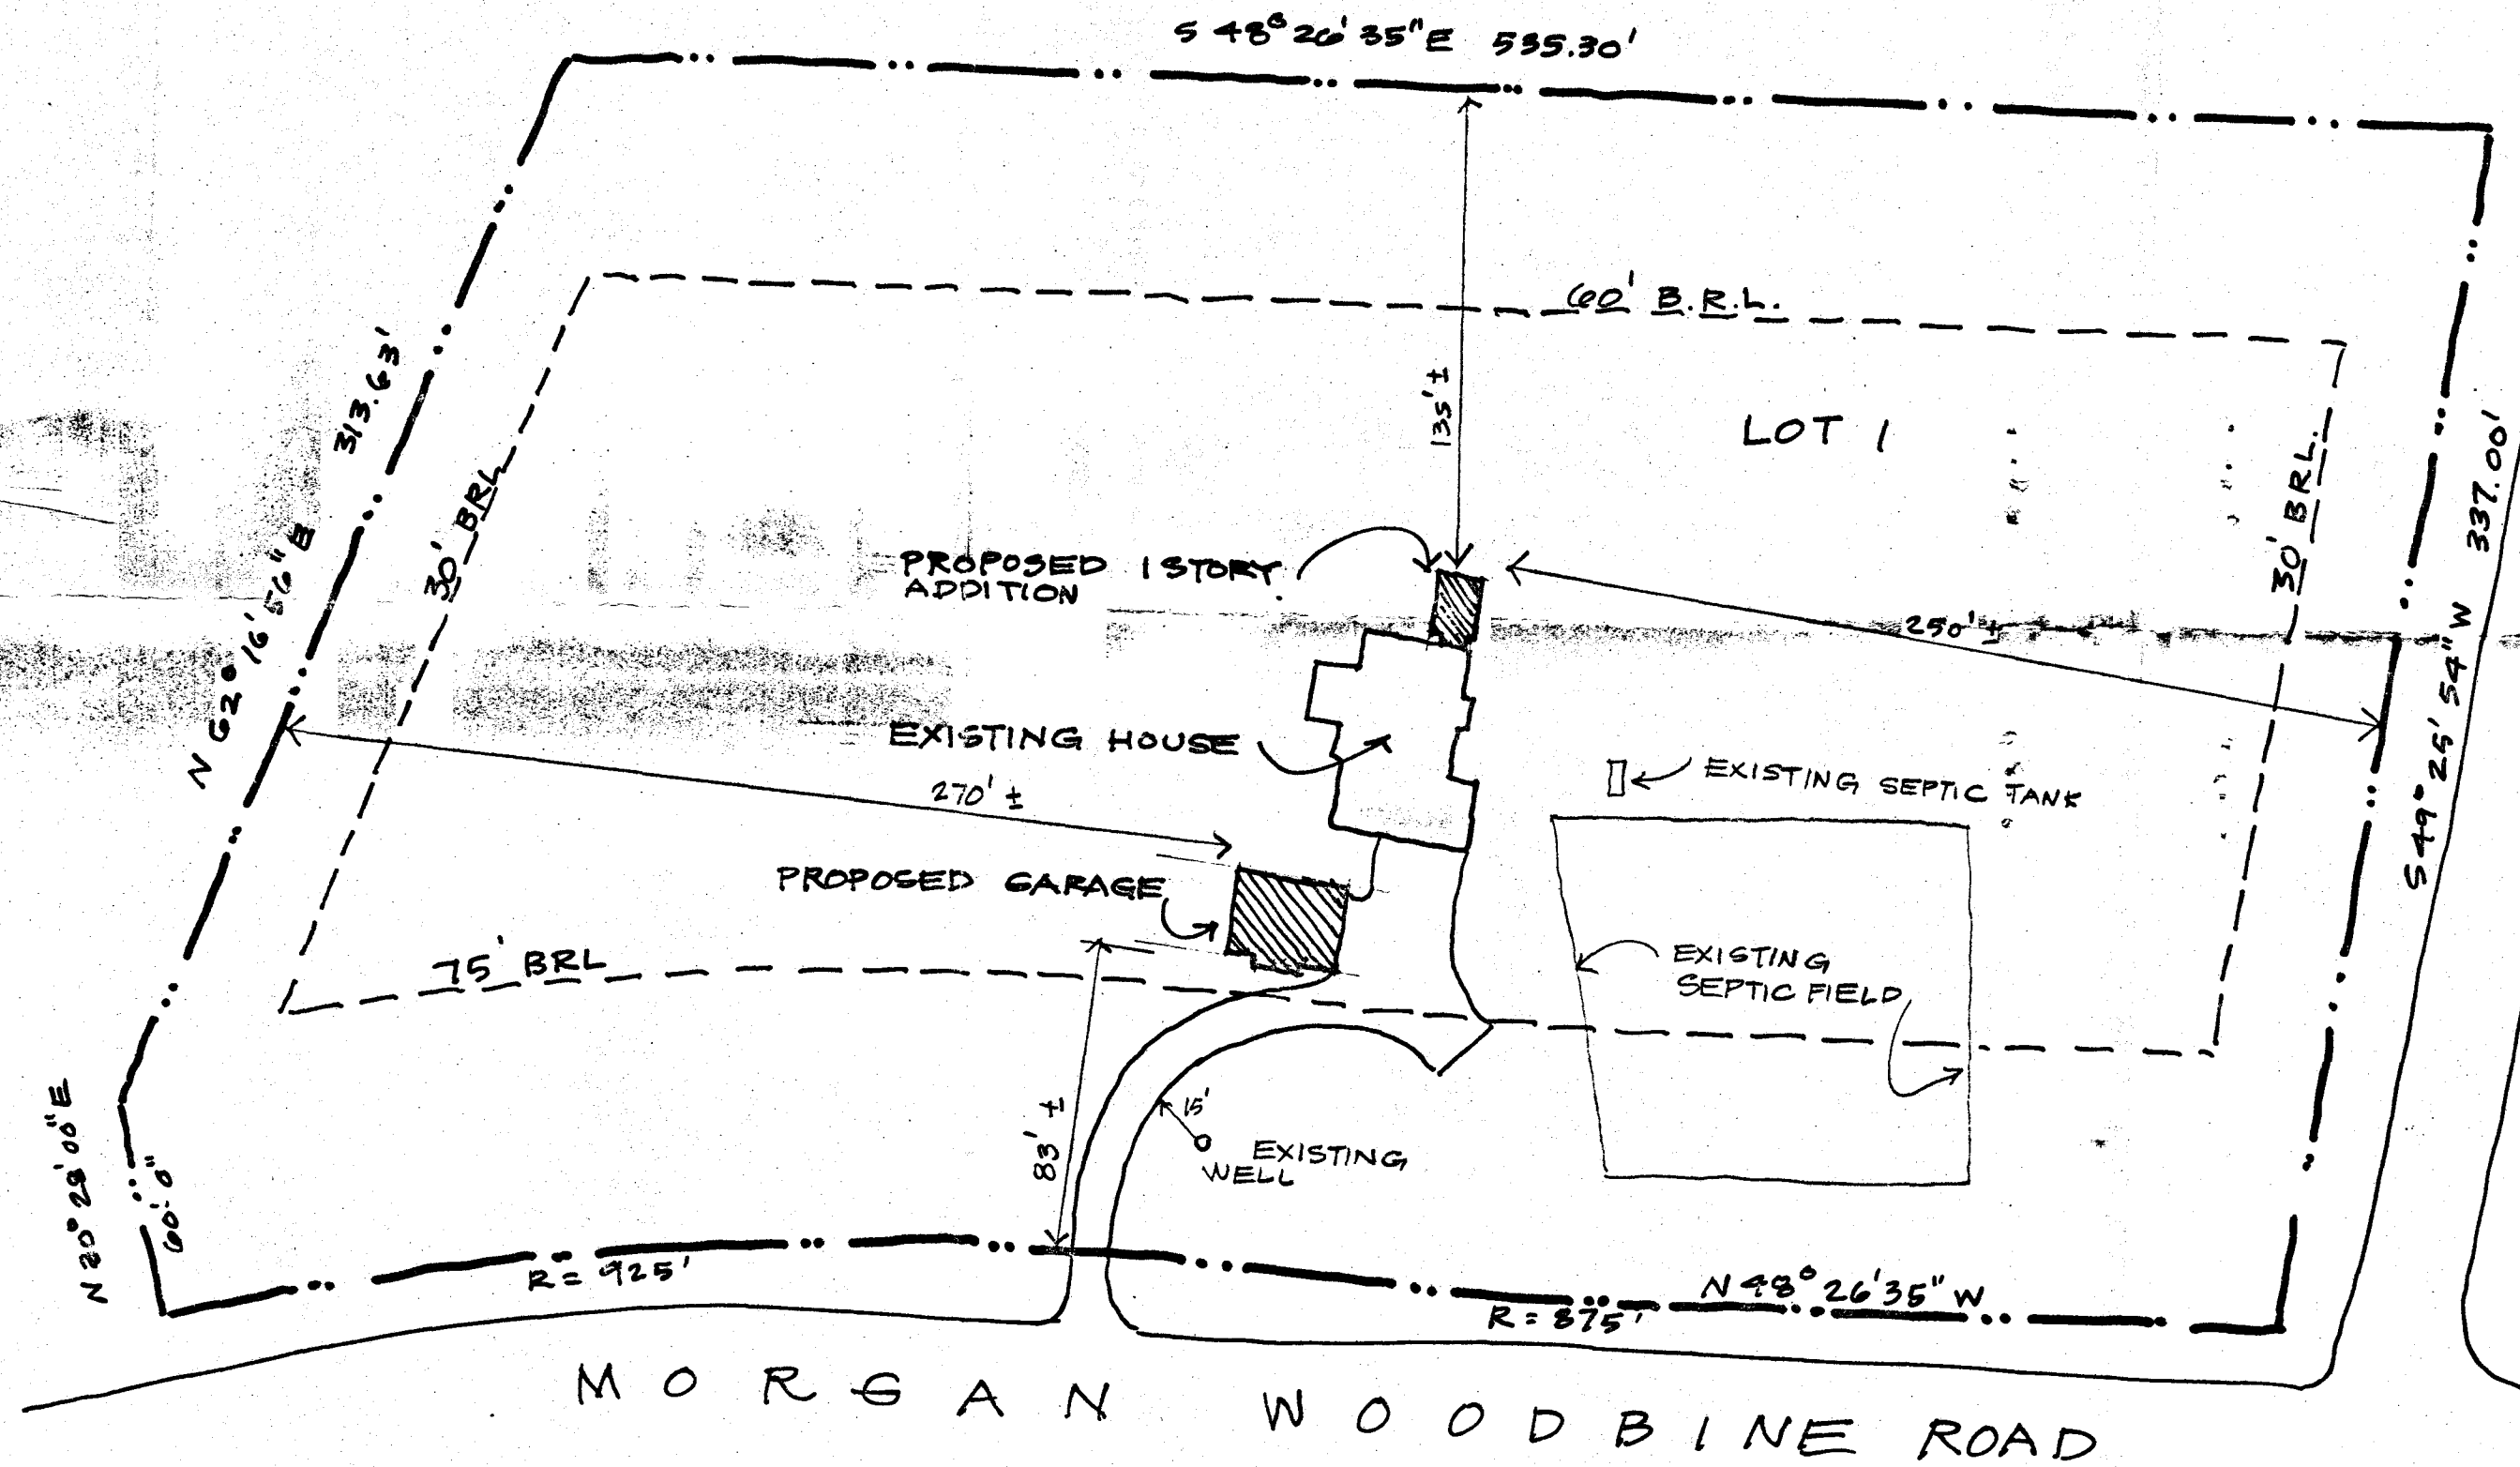 S 48° 26' 35" E 535.30'
60' B.R.L.
313.63'
135' ±
LOT 1
30' BRL
30' BRL.
337.00'
N 62° 16' 56" E
PROPOSED 1 STORY
ADDITION
250' ±
S 49° 25' 54" W
EXISTING HOUSE
270' ±
EXISTING SEPTIC TANK
PROPOSED GARAGE
75' BRL
EXISTING
SEPTIC FIELD
83' ±
15'
EXISTING
WELL
N 20° 28' 00" E
60'.0"
R = 925'
N 48° 26' 35" W
R = 875'
MORGAN WOODBINE ROAD